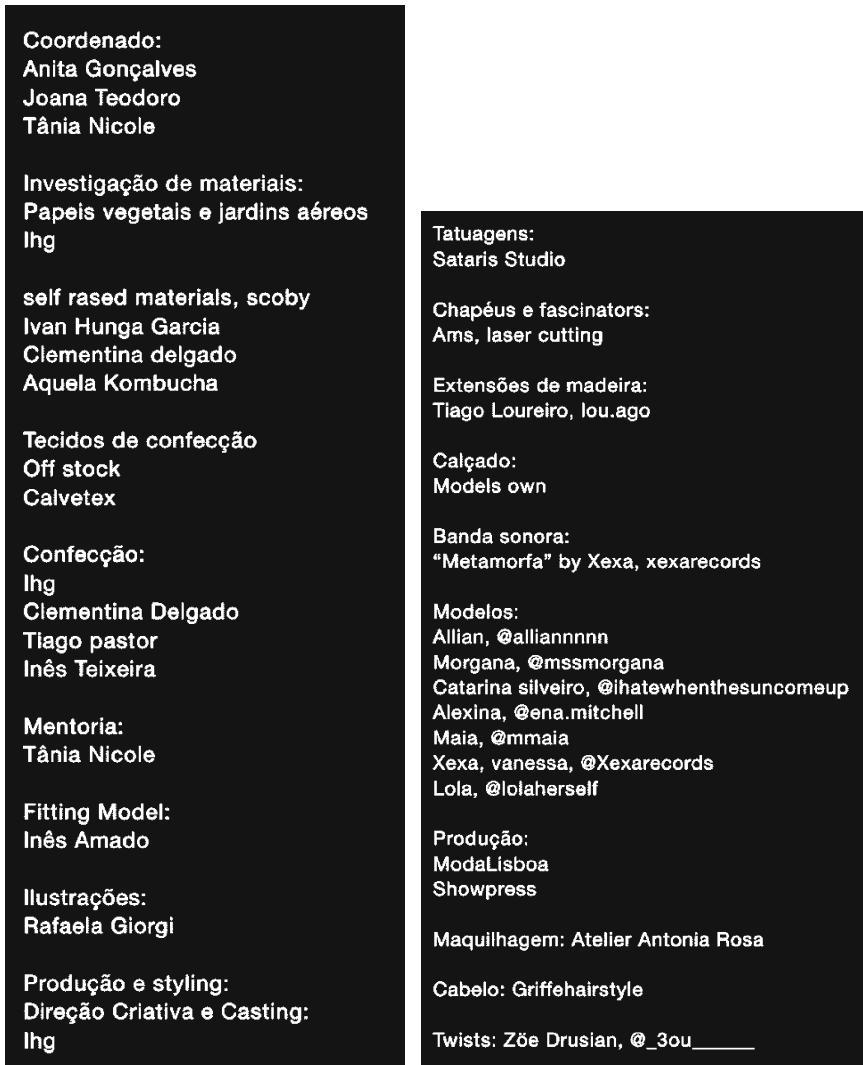 Coordenado:
Anita Gonçalves
Joana Teodoro
Tânia Nicole
Investigação de materiais:
Papeis vegetais e jardins aéreos
Ihg
self rased materials, scoby
Ivan Hunga Garcia
Clementina delgado
Aquela Kombucha
Tecidos de confecção
Off stock
Calvetex
Confecção:
Ihg
Clementina Delgado
Tiago pastor
Inês Teixeira
Mentoria:
Tânia Nicole
Fitting Model:
Inês Amado
Ilustrações:
Rafaela Giorgi
Produção e styling:
Direção Criativa e Casting:
Ihg
Tatuagens:
Sataris Studio
Chapéus e fascinators:
Ams, laser cutting
Extensões de madeira:
Tiago Loureiro, lou.ago
Calçado:
Models own
Banda sonora:
“Metamorfa” by Xexa, xexarecords
Modelos:
Allian, @alliannnnn
Morgana, @mssmorgana
Catarina silveiro, @ihatewhenthesuncomeup
Alexina, @ena.mitchell
Maia, @mmaia
Xexa, vanessa, @Xexarecords
Lola, @lolaherself
Produção:
ModaLisboa
Showpress
Maquilhagem: Atelier Antonia Rosa
Cabelo: Griffehairstyle
Twists: Zöe Drusian, @_3ou______